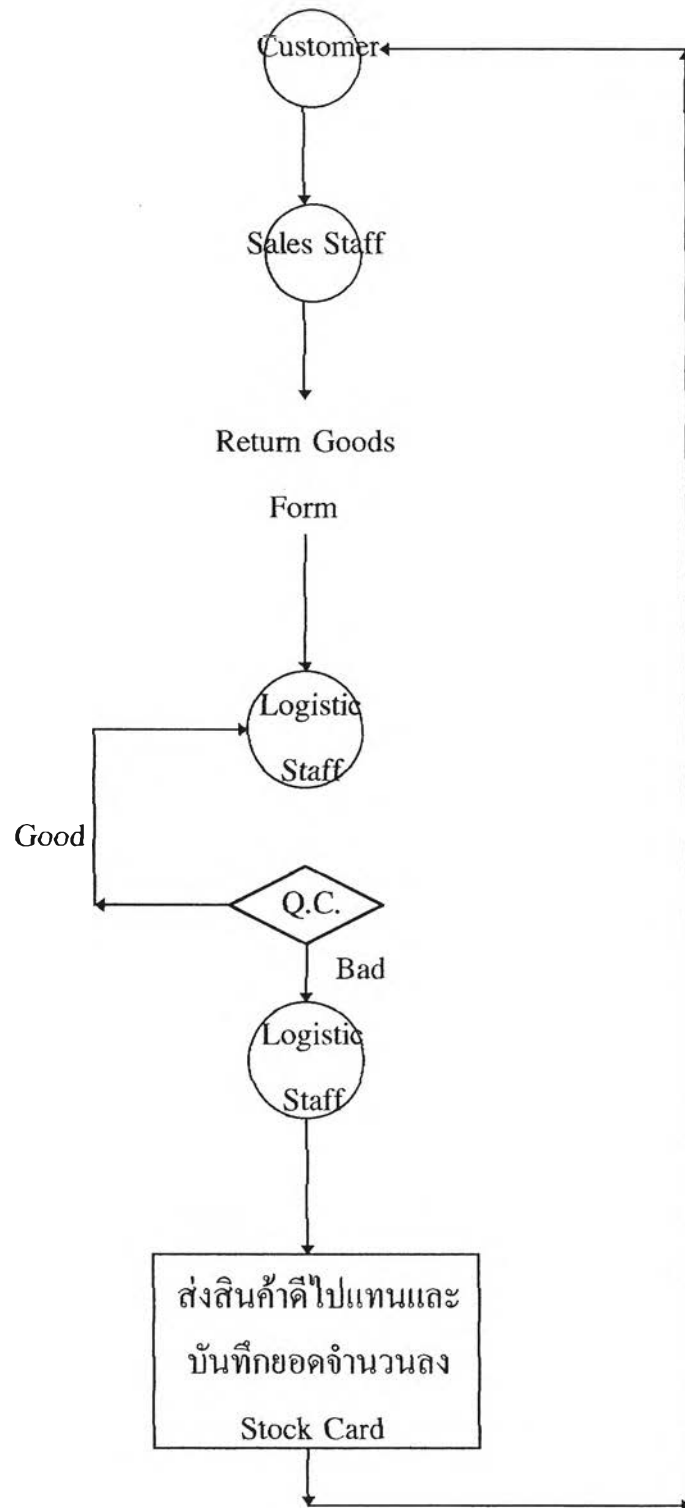 Customer
Sales Staff
Return Goods
Form
Logistic
Staff
Good
Q.C.
Bad
Logistic
Staff
ส่งสินค้าดีไปแทนและ
บันทึกยอดจำนวนลง
Stock Card